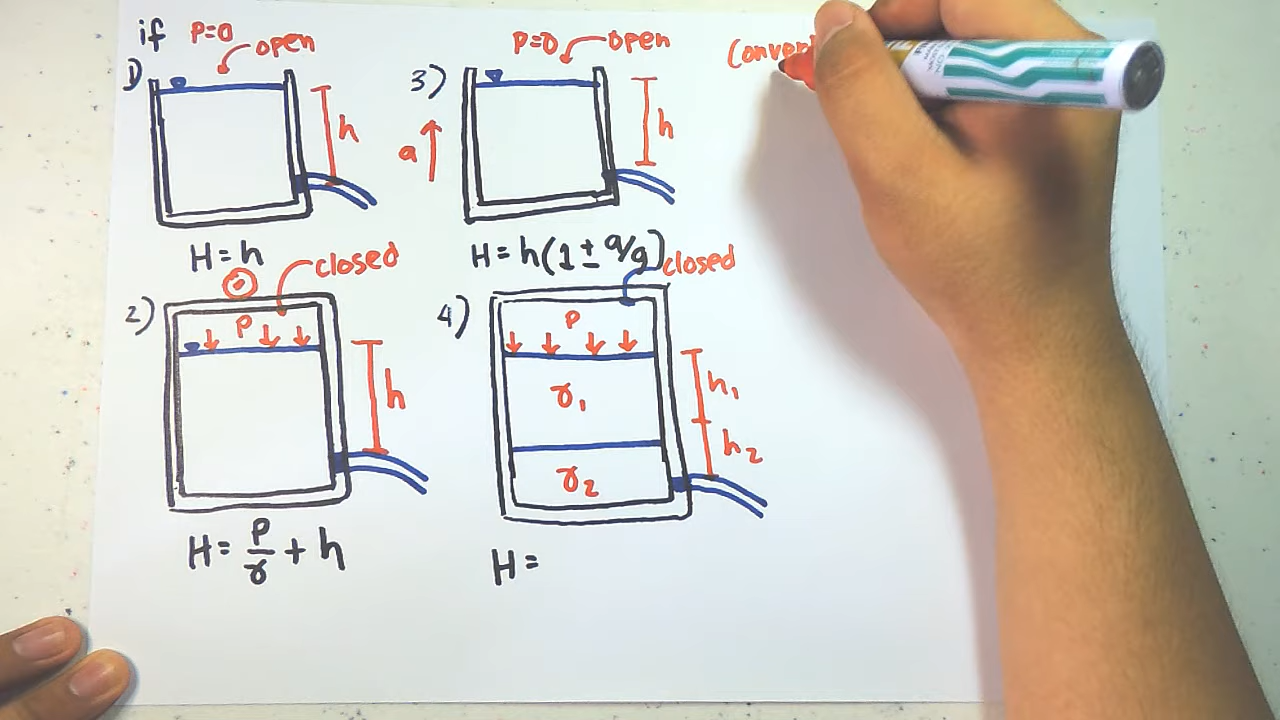 if P=0 open
1)
h
H = h
2) closed
P
h
H = P/γ + h
3) P=0 open
a
h
H = h(1 ± a/g)
4) closed
P
γ₁
h₁
γ₂
h₂
H =